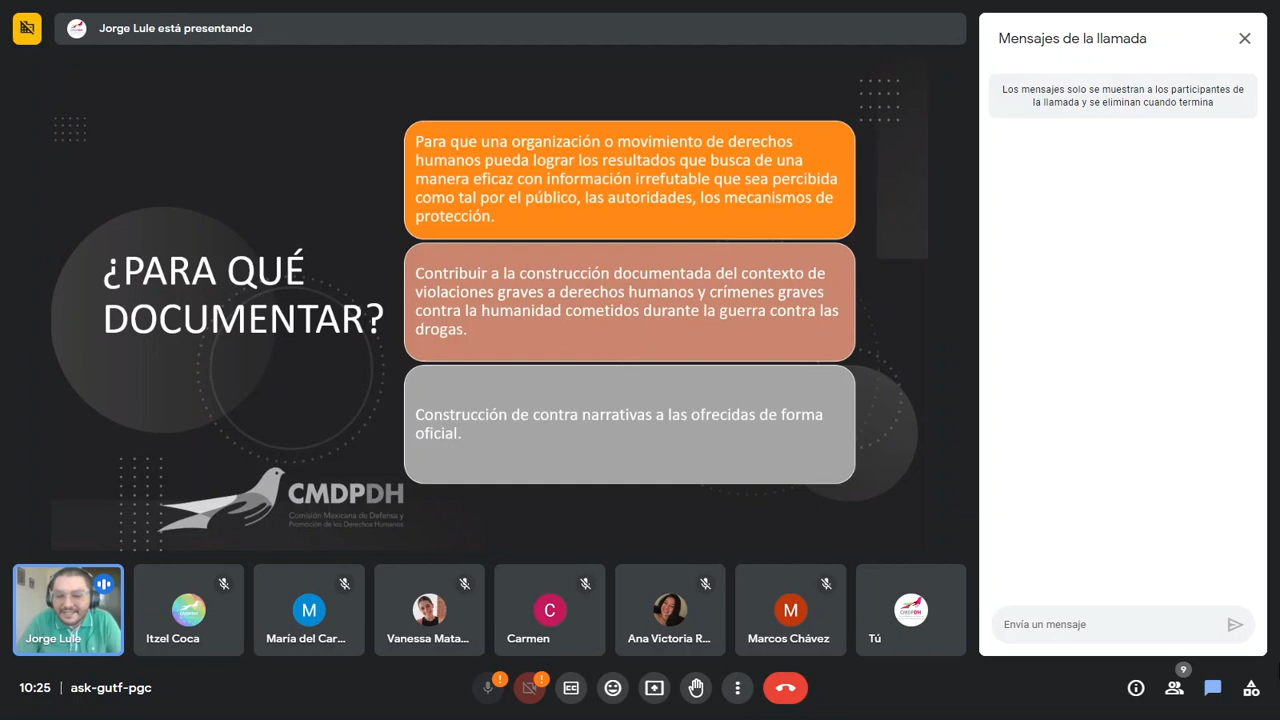 Jorge Lule está presentando
Mensajes de la llamada
Los mensajes solo se muestran a los participantes de
la llamada y se eliminan cuando termina
¿PARA QUÉ
DOCUMENTAR?
Para que una organización o movimiento de derechos
humanos pueda lograr los resultados que busca de una
manera eficaz con información irrefutable que sea percibida
como tal por el público, las autoridades, los mecanismos de
protección.
Contribuir a la construcción documentada del contexto de
violaciones graves a derechos humanos y crímenes graves
contra la humanidad cometidos durante la guerra contra las
drogas.
Construcción de contra narrativas a las ofrecidas de forma
oficial.
CMDPDH
Comisión Mexicana de Defensa y
Promoción de los Derechos Humanos
Jorge Lule
Itzel Coca
M
María del Car...
Vanessa Mata...
C
Carmen
Ana Victoria R...
M
Marcos Chávez
CMDPDH
Tú
Envía un mensaje
10:25 | ask-gutf-pgc
!
!
CC
9